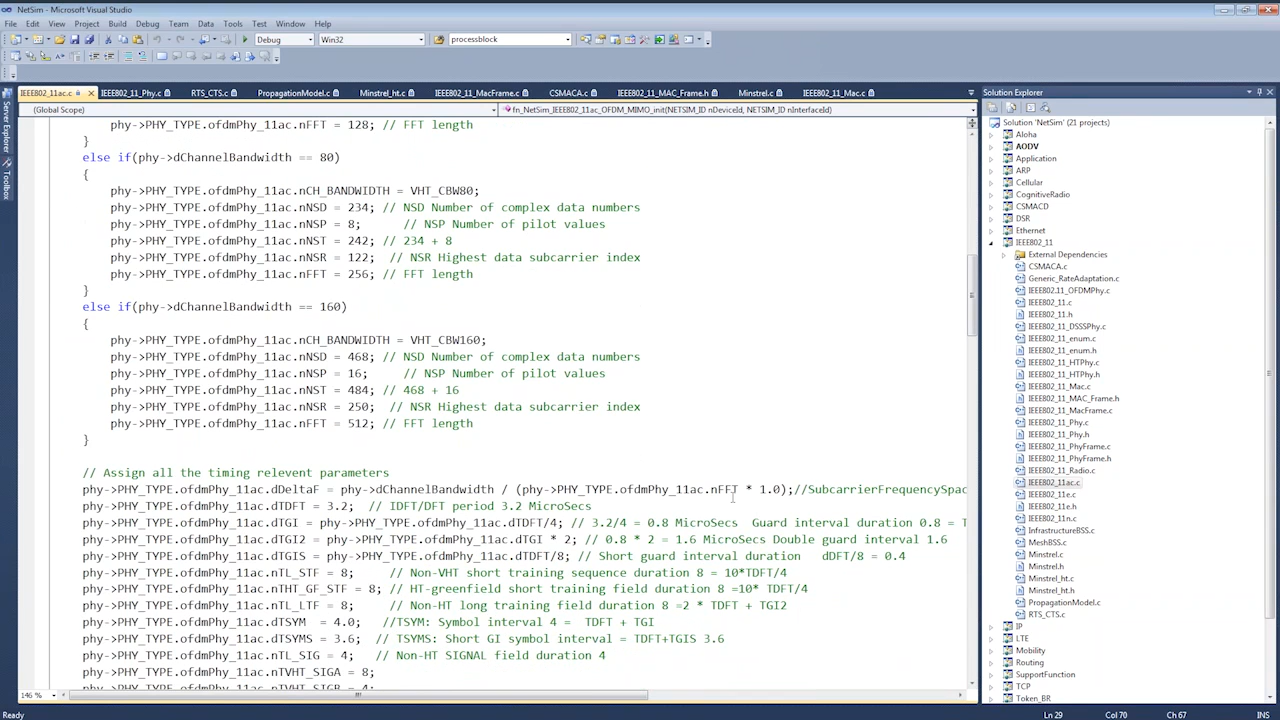 NetSim - Microsoft Visual Studio
File Edit View Project Build Debug Team Data Tools Test Window Help
Debug Win32 processblock
IEEE802_11ac.c IEEE802_11_Phy.c RTS_CTS.c PropagationModel.c Minstrel_ht.c IEEE802_11_MacFrame.c CSMACA.c IEEE802_11_MAC_Frame.h Minstrel.c IEEE802_11_Mac.c
(Global Scope) fn_NetSim_IEEE802_11ac_OFDM_MIMO_init(NETSIM_ID nDeviceId, NETSIM_ID nInterfaceId)
phy->PHY_TYPE.ofdmPhy_11ac.nFFT = 128; // FFT length
}
else if(phy->dChannelBandwidth == 80)
{
phy->PHY_TYPE.ofdmPhy_11ac.nCH_BANDWIDTH = VHT_CBW80;
phy->PHY_TYPE.ofdmPhy_11ac.nNSD = 234; // NSD Number of complex data numbers
phy->PHY_TYPE.ofdmPhy_11ac.nNSP = 8; // NSP Number of pilot values
phy->PHY_TYPE.ofdmPhy_11ac.nNST = 242; // 234 + 8
phy->PHY_TYPE.ofdmPhy_11ac.nNSR = 122; // NSR Highest data subcarrier index
phy->PHY_TYPE.ofdmPhy_11ac.nFFT = 256; // FFT length
}
else if(phy->dChannelBandwidth == 160)
{
phy->PHY_TYPE.ofdmPhy_11ac.nCH_BANDWIDTH = VHT_CBW160;
phy->PHY_TYPE.ofdmPhy_11ac.nNSD = 468; // NSD Number of complex data numbers
phy->PHY_TYPE.ofdmPhy_11ac.nNSP = 16; // NSP Number of pilot values
phy->PHY_TYPE.ofdmPhy_11ac.nNST = 484; // 468 + 16
phy->PHY_TYPE.ofdmPhy_11ac.nNSR = 250; // NSR Highest data subcarrier index
phy->PHY_TYPE.ofdmPhy_11ac.nFFT = 512; // FFT length
}
// Assign all the timing relevent parameters
phy->PHY_TYPE.ofdmPhy_11ac.dDeltaF = phy->dChannelBandwidth / (phy->PHY_TYPE.ofdmPhy_11ac.nFFT * 1.0);//SubcarrierFrequencySpac
phy->PHY_TYPE.ofdmPhy_11ac.dTDFT = 3.2; // IDFT/DFT period 3.2 MicroSecs
phy->PHY_TYPE.ofdmPhy_11ac.dTGI = phy->PHY_TYPE.ofdmPhy_11ac.dTDFT/4; // 3.2/4 = 0.8 MicroSecs Guard interval duration 0.8 = T
phy->PHY_TYPE.ofdmPhy_11ac.dTGI2 = phy->PHY_TYPE.ofdmPhy_11ac.dTGI * 2; // 0.8 * 2 = 1.6 MicroSecs Double guard interval 1.6
phy->PHY_TYPE.ofdmPhy_11ac.dTGIS = phy->PHY_TYPE.ofdmPhy_11ac.dTDFT/8; // Short guard interval duration dDFT/8 = 0.4
phy->PHY_TYPE.ofdmPhy_11ac.nTL_STF = 8; // Non-VHT short training sequence duration 8 = 10*TDFT/4
phy->PHY_TYPE.ofdmPhy_11ac.nTHT_GF_STF = 8; // HT-greenfield short training field duration 8 =10* TDFT/4
phy->PHY_TYPE.ofdmPhy_11ac.nTL_LTF = 8; // Non-HT long training field duration 8 =2 * TDFT + TGI2
phy->PHY_TYPE.ofdmPhy_11ac.dTSYM = 4.; //TSYM: Symbol interval 4 = TDFT + TGI
phy->PHY_TYPE.ofdmPhy_11ac.dTSYMS = 3.6; // TSYMS: Short GI symbol interval = TDFT+TGIS 3.6
phy->PHY_TYPE.ofdmPhy_11ac.nTL_SIG = 4; // Non-HT SIGNAL field duration 4
phy->PHY_TYPE.ofdmPhy_11ac.nTVHT_SIGA = 8;
phy->PHY_TYPE.ofdmPhy_11ac.nTVHT_SIGB = 4;
146 %
Server Explorer
Toolbox
Solution Explorer
Solution 'NetSim' (21 projects)
Aloha
AODV
Application
ARP
Cellular
CognitiveRadio
CSMACD
DSR
Ethernet
IEEE802_11
External Dependencies
CSMACA.c
Generic_RateAdaptation.c
IEEE802.11_OFDMPhy.c
IEEE802_11.c
IEEE802_11.h
IEEE802_11_DSSSPhy.c
IEEE802_11_enum.c
IEEE802_11_enum.h
IEEE802_11_HTPhy.c
IEEE802_11_HTPhy.h
IEEE802_11_Mac.c
IEEE802_11_MAC_Frame.h
IEEE802_11_MacFrame.c
IEEE802_11_Phy.c
IEEE802_11_Phy.h
IEEE802_11_PhyFrame.c
IEEE802_11_PhyFrame.h
IEEE802_11_Radio.c
IEEE802_11ac.c
IEEE802_11e.c
IEEE802_11e.h
IEEE802_11n.c
InfrastructureBSS.c
MeshBSS.c
Minstrel.c
Minstrel.h
Minstrel_ht.c
Minstrel_ht.h
PropagationModel.c
RTS_CTS.c
IP
LTE
Mobility
Routing
SupportFunction
TCP
Token_BR
Ready Ln 29 Col 70 Ch 67 INS